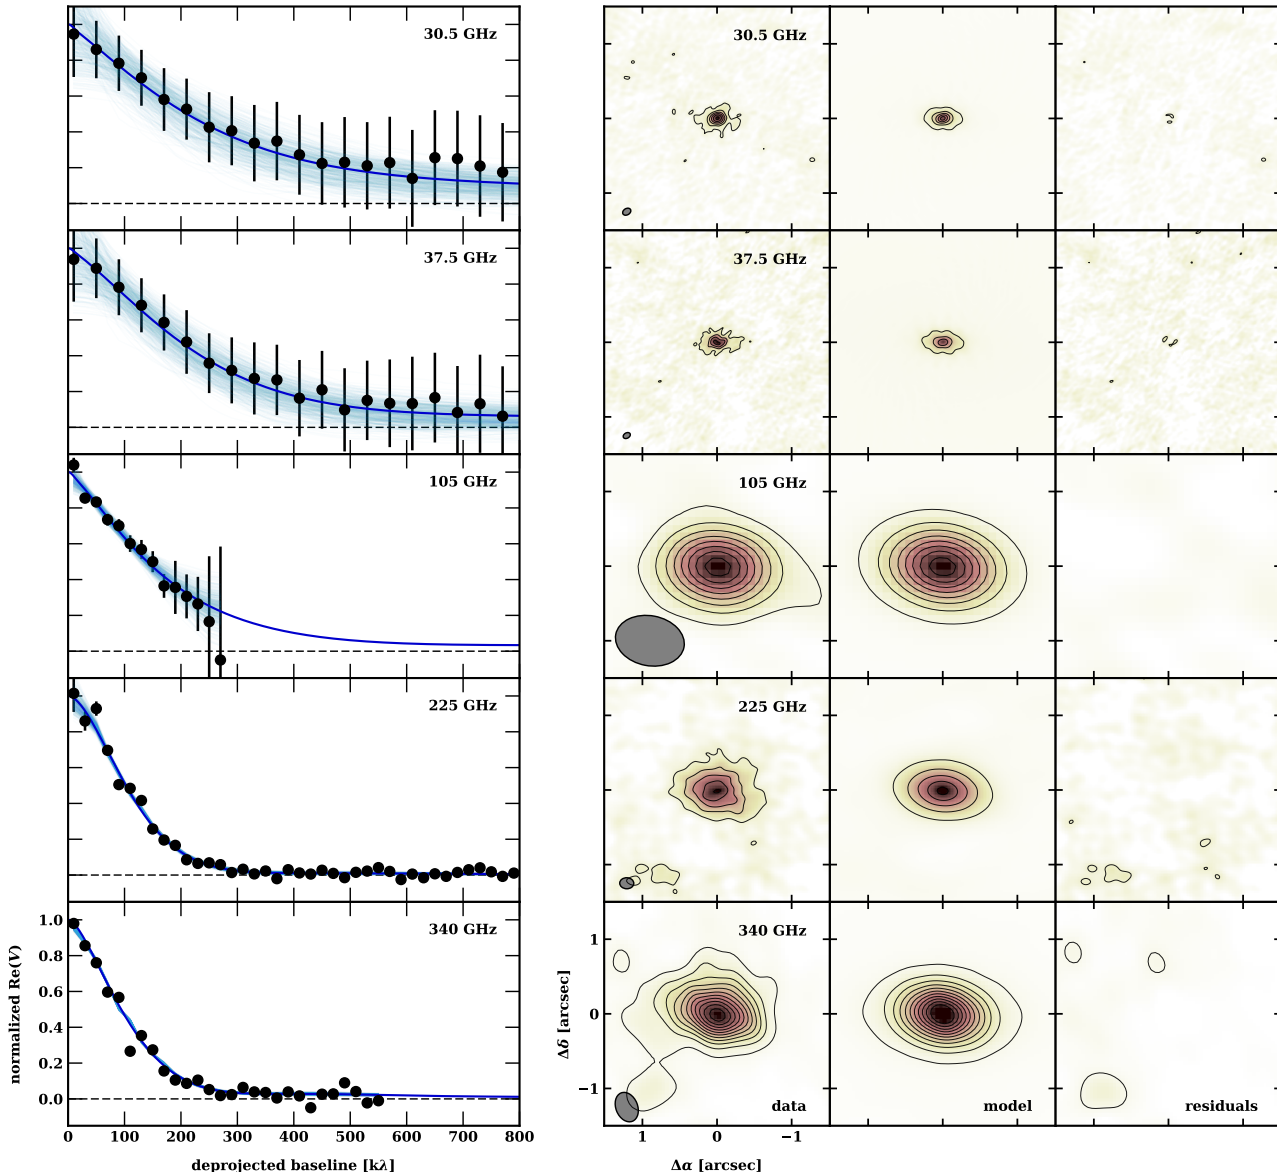 30.5 GHz
30.5 GHz
37.5 GHz
37.5 GHz
105 GHz
105 GHz
225 GHz
225 GHz
340 GHz
1.0
0.8
0.6
0.4
0.2
0.0
normalized Re(V)
0 100 200 300 400 500 600 700 800
deprojected baseline [kλ]
340 GHz
1
0
−1
Δδ [arcsec]
data
model
residuals
1 0 −1
Δα [arcsec]